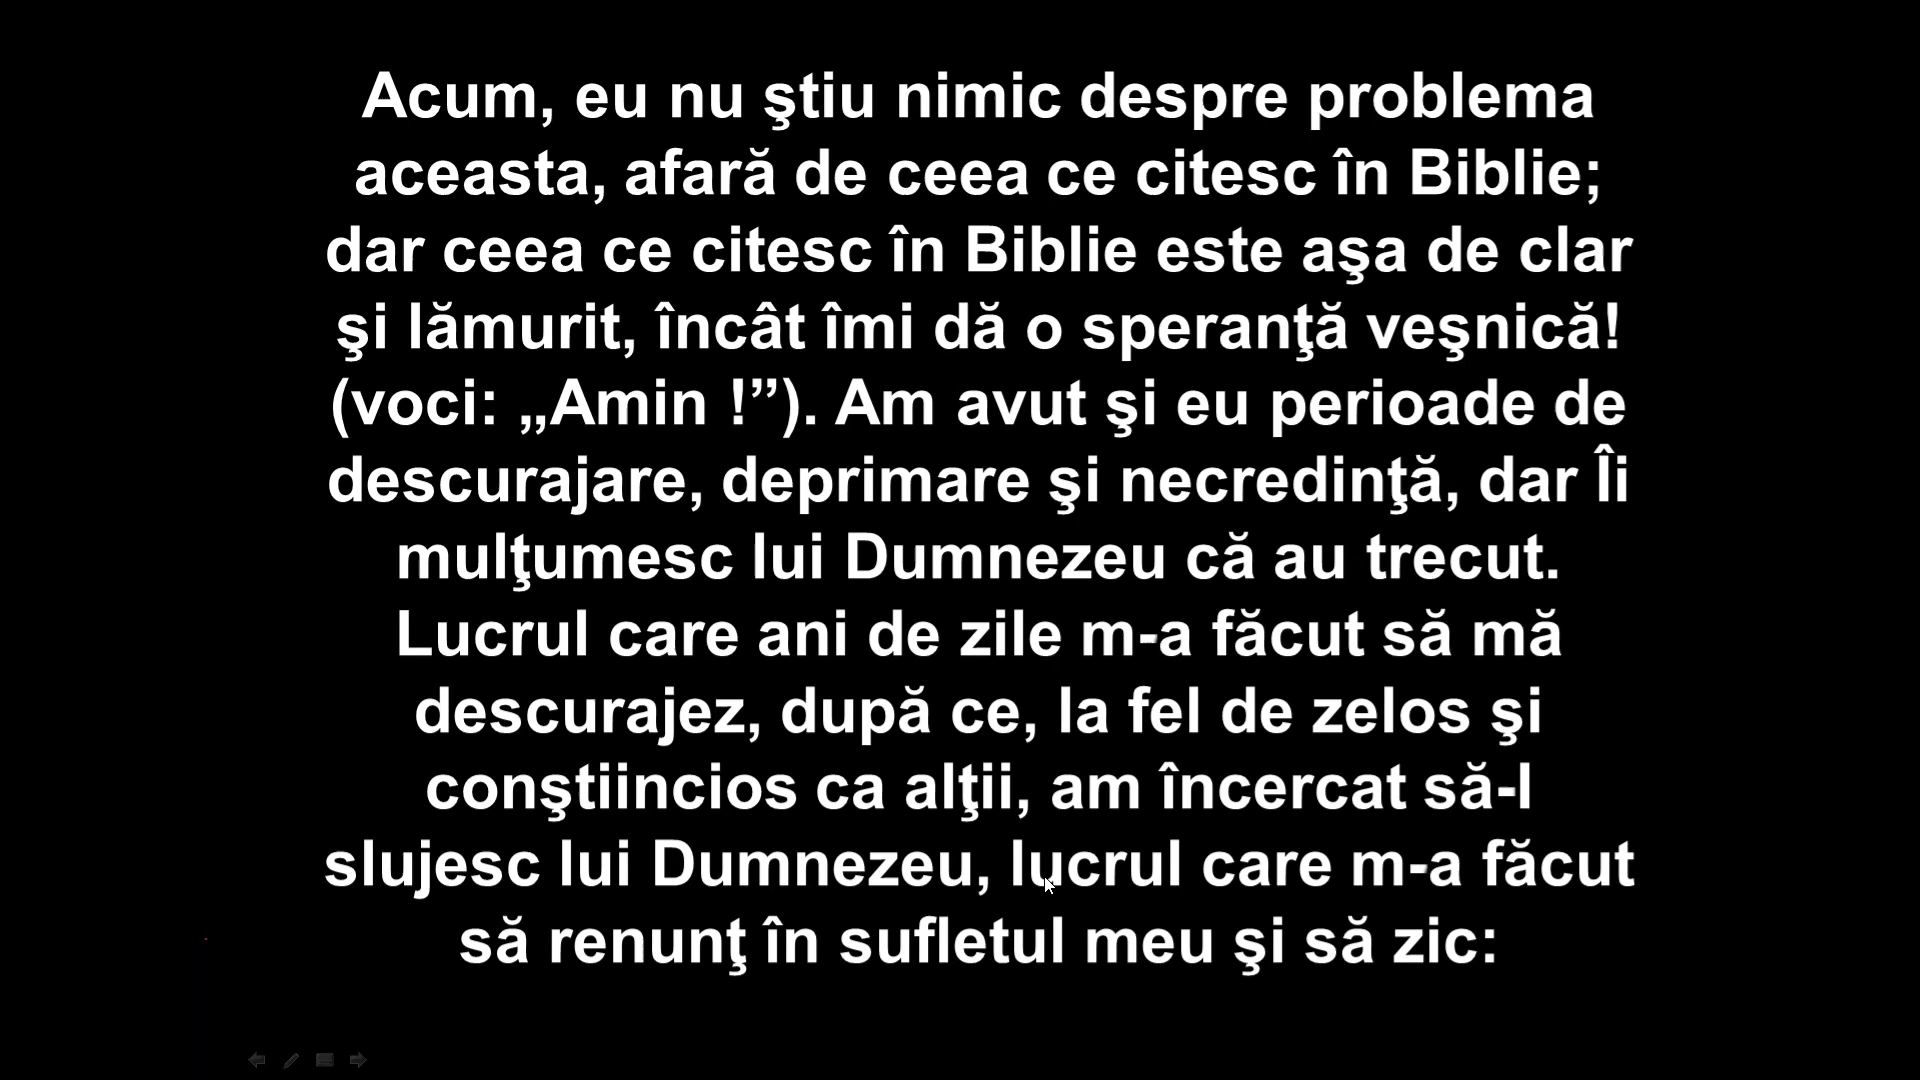 Acum, eu nu ştiu nimic despre problema
aceasta, afară de ceea ce citesc în Biblie;
dar ceea ce citesc în Biblie este aşa de clar
şi lămurit, încât îmi dă o speranţă veşnică!
(voci: „Amin !”). Am avut şi eu perioade de
descurajare, deprimare şi necredinţă, dar Îi
mulţumesc lui Dumnezeu că au trecut.
Lucrul care ani de zile m-a făcut să mă
descurajez, după ce, la fel de zelos şi
conştiincios ca alţii, am încercat să-I
slujesc lui Dumnezeu, lucrul care m-a făcut
să renunţ în sufletul meu şi să zic: